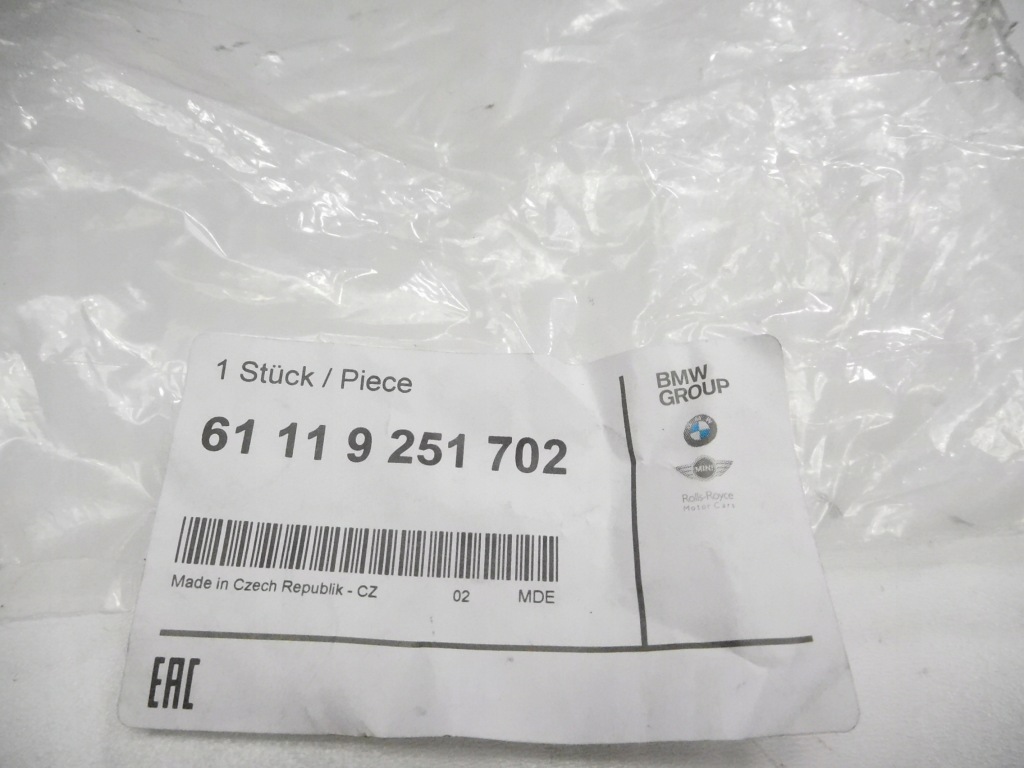 1 Stück / Piece
61 11 9 251 702
Made in Czech Republik - CZ 02 MDE
EAC
BMW
GROUP
MINI
Rolls-Royce
Motor Cars